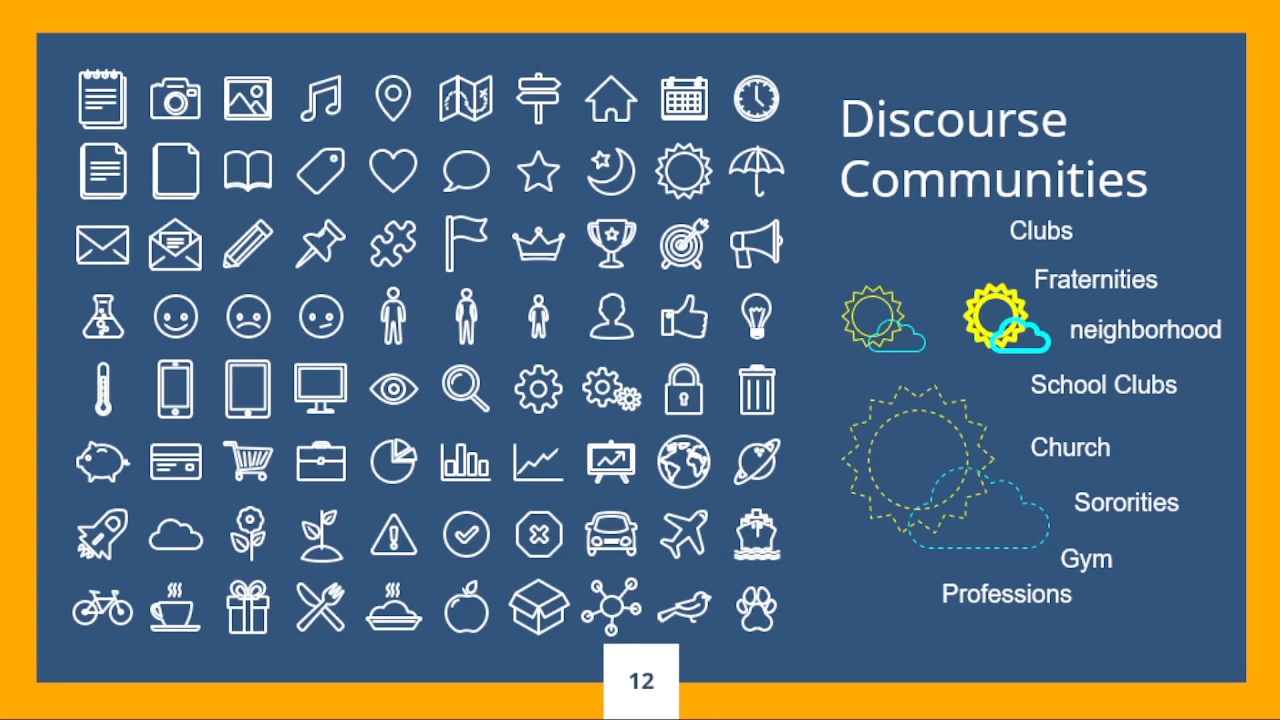 Discourse
Communities
Clubs
Fraternities
neighborhood
School Clubs
Church
Sororities
Gym
Professions
12